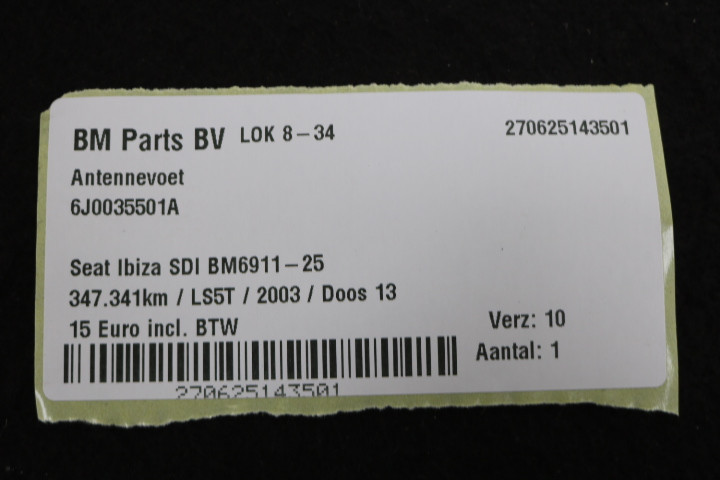 BM Parts BV LOK 8-34 270625143501
Antennevoet
6J0035501A
Seat Ibiza SDI BM6911-25
347.341km / LS5T / 2003 / Doos 13
15 Euro incl. BTW
Verz: 10
Aantal: 1
270625143501